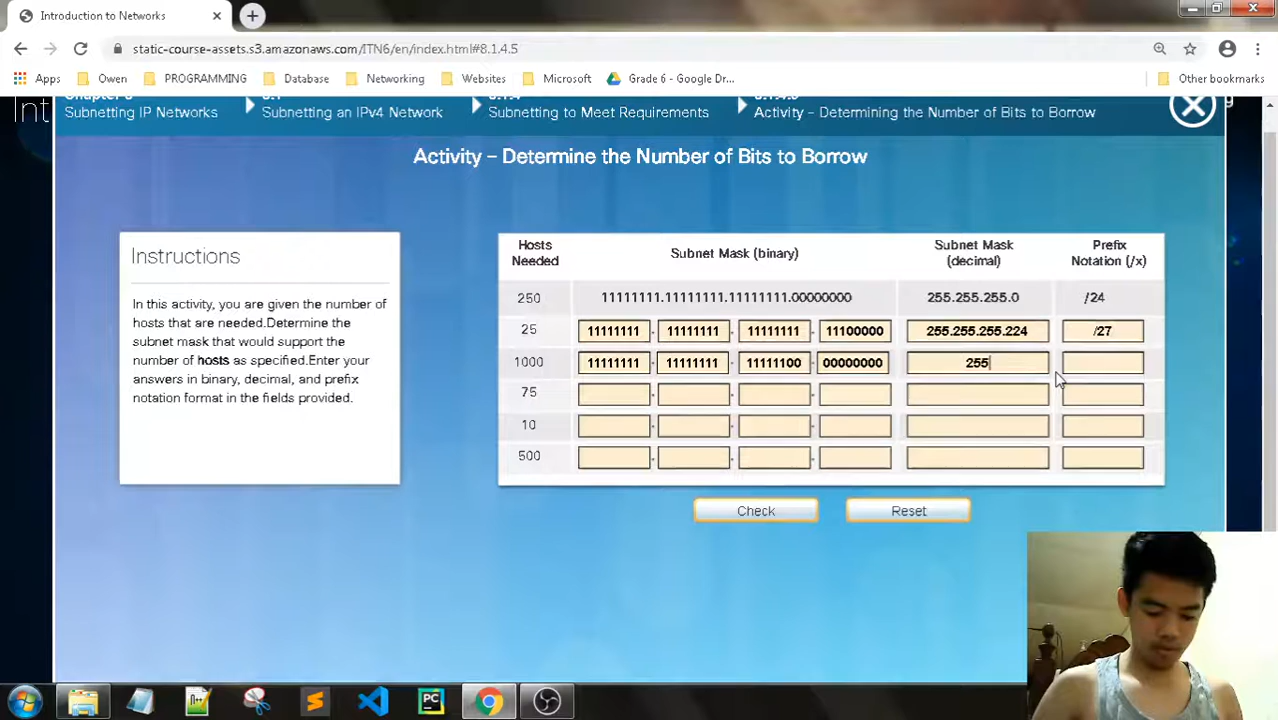 Introduction to Networks
static-course-assets.s3.amazonaws.com/ITN6/en/index.html#8.1.4.5
Apps Owen PROGRAMMING Database Networking Websites Microsoft Grade 6 - Google Dr... Other bookmarks
Int
Subnetting IP Networks Subnetting an IPv4 Network Subnetting to Meet Requirements Activity – Determining the Number of Bits to Borrow
Activity – Determine the Number of Bits to Borrow
Instructions
In this activity, you are given the number of
hosts that are needed.Determine the
subnet mask that would support the
number of hosts as specified.Enter your
answers in binary, decimal, and prefix
notation format in the fields provided.
Hosts Needed Subnet Mask (binary) Subnet Mask (decimal) Prefix Notation (/x)
250 11111111.11111111.11111111.00000000 255.255.255.0 /24
25 11111111 . 11111111 . 11111111 . 11100000 255.255.255.224 /27
1000 11111111 . 11111111 . 11111100 . 00000000 255
75
10
500
Check Reset
PC